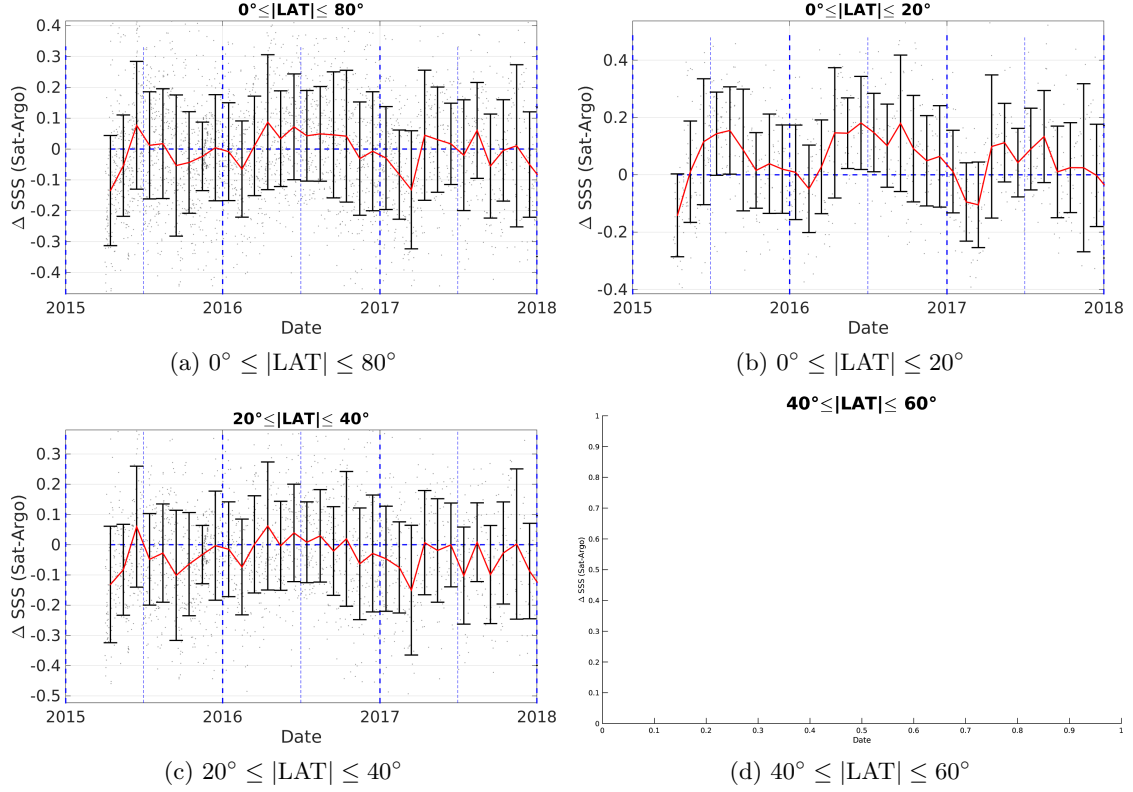 0°≤|LAT|≤ 80°
0.4
0.3
0.2
0.1
0
-0.1
-0.2
-0.3
-0.4
Δ SSS (Sat-Argo)
2015 2016 2017 2018
Date
(a) 0° ≤ |LAT| ≤ 80°
0°≤|LAT|≤ 20°
0.4
0.2
0
-0.2
-0.4
Δ SSS (Sat-Argo)
2015 2016 2017 2018
Date
(b) 0° ≤ |LAT| ≤ 20°
20°≤|LAT|≤ 40°
0.3
0.2
0.1
0
-0.1
-0.2
-0.3
-0.4
-0.5
Δ SSS (Sat-Argo)
2015 2016 2017 2018
Date
(c) 20° ≤ |LAT| ≤ 40°
40°≤|LAT|≤ 60°
1
0.9
0.8
0.7
0.6
0.5
0.4
0.3
0.2
0.1
0
Δ SSS (Sat-Argo)
0 0.1 0.2 0.3 0.4 0.5 0.6 0.7 0.8 0.9 1
Date
(d) 40° ≤ |LAT| ≤ 60°